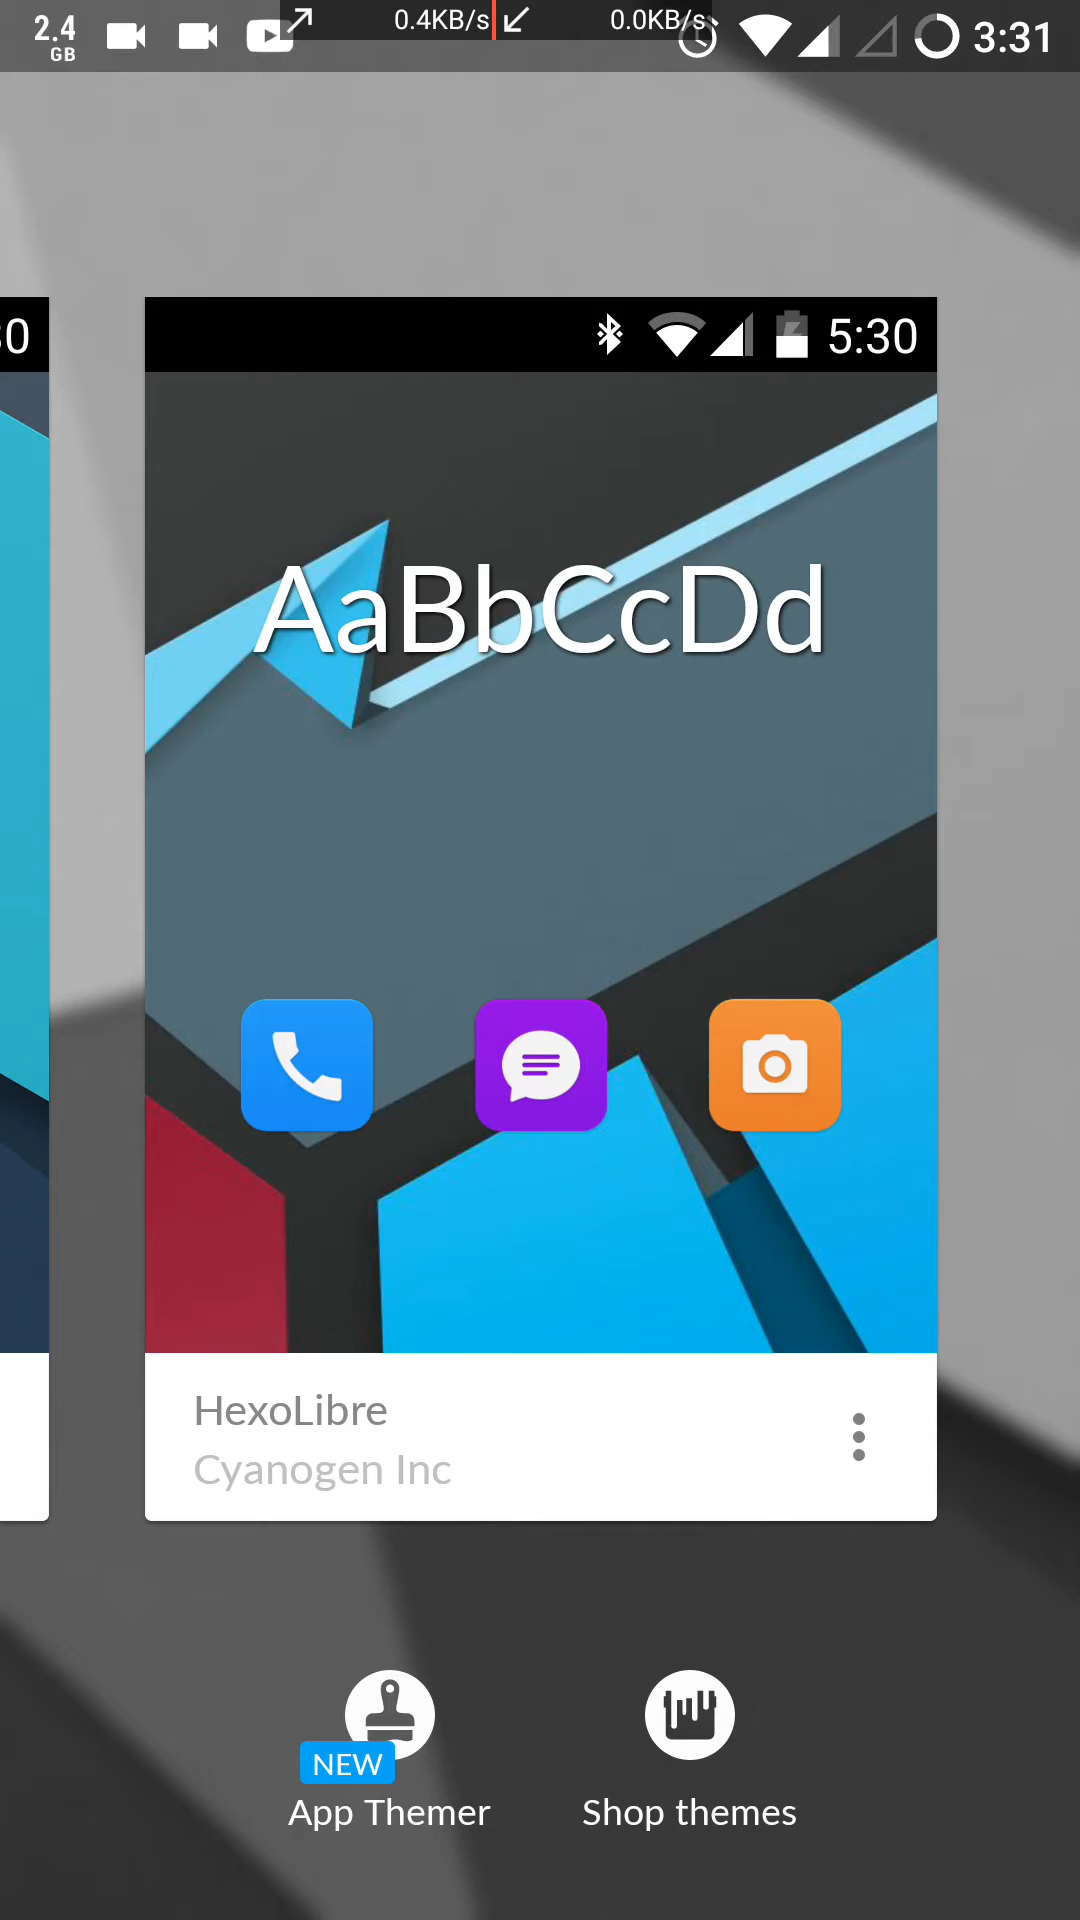 2.4
GB
0.4KB/s
0.0KB/s
3:31
30
5:30
AaBbCcDd
HexoLibre
Cyanogen Inc
NEW
App Themer
Shop themes